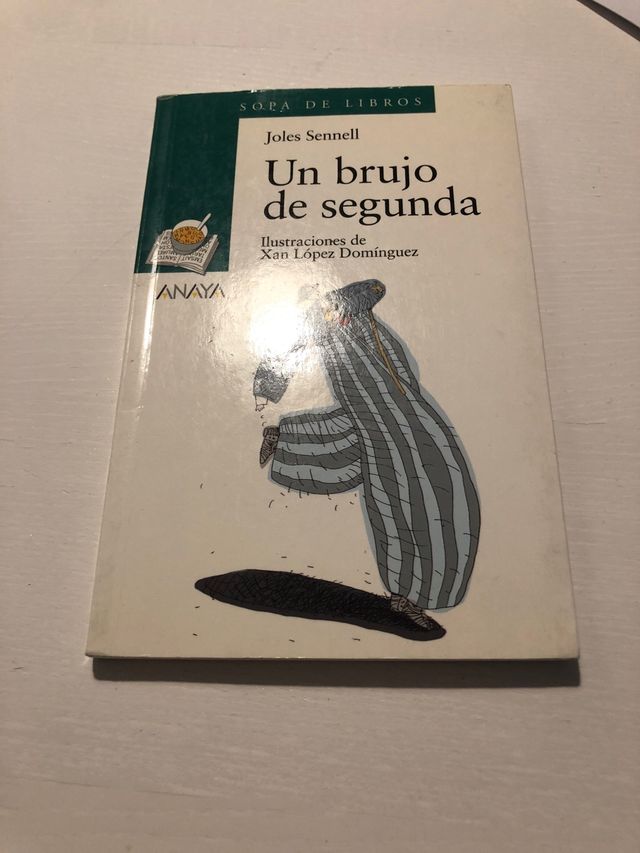 SOPA DE LIBROS
Joles Sennell
Un brujo
de segunda
Ilustraciones de
Xan López Domínguez
ANAYA